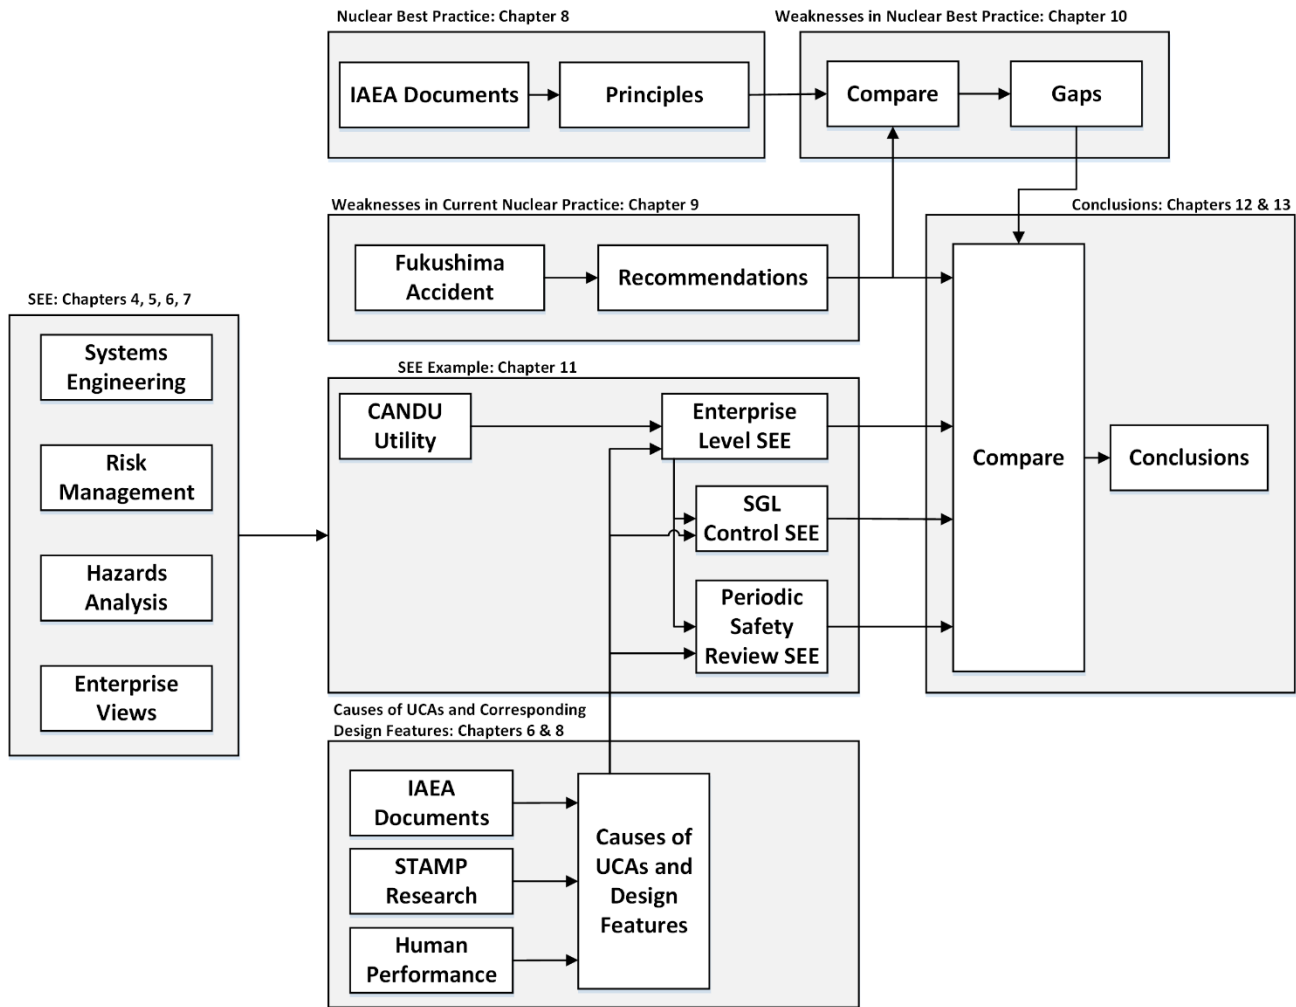 Nuclear Best Practice: Chapter 8
IAEA Documents
Principles
Weaknesses in Nuclear Best Practice: Chapter 10
Compare
Gaps
Weaknesses in Current Nuclear Practice: Chapter 9
Fukushima
Accident
Recommendations
Conclusions: Chapters 12 & 13
Compare
Conclusions
SEE: Chapters 4, 5, 6, 7
Systems
Engineering
Risk
Management
Hazards
Analysis
Enterprise
Views
SEE Example: Chapter 11
CANDU
Utility
Enterprise
Level SEE
SGL
Control SEE
Periodic
Safety
Review SEE
Causes of UCAs and Corresponding
Design Features: Chapters 6 & 8
IAEA
Documents
STAMP
Research
Human
Performance
Causes of
UCAs and
Design
Features